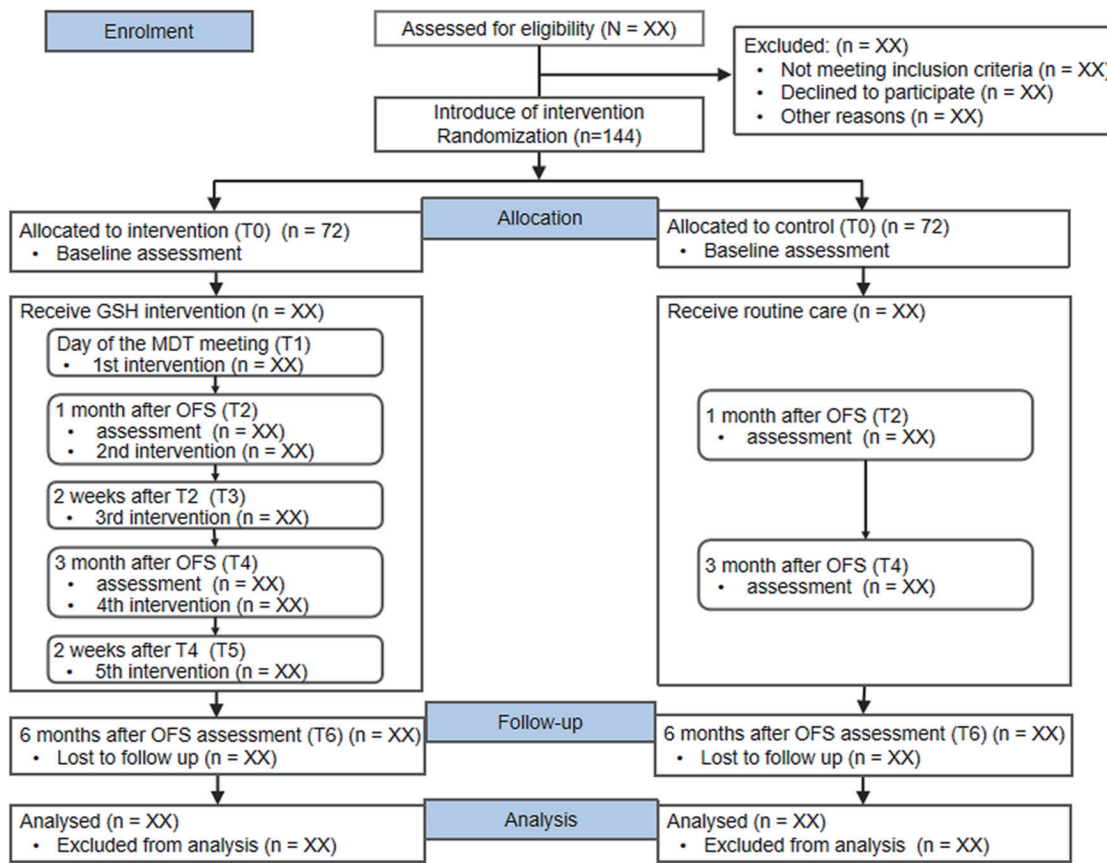 Enrolment
Assessed for eligibility (N = XX)
Excluded: (n = XX)
• Not meeting inclusion criteria (n = XX)
• Declined to participate (n = XX)
• Other reasons (n = XX)
Introduce of intervention
Randomization (n=144)
Allocation
Allocated to intervention (T0) (n = 72)
• Baseline assessment
Allocated to control (T0) (n = 72)
• Baseline assessment
Receive GSH intervention (n = XX)
Day of the MDT meeting (T1)
• 1st intervention (n = XX)
1 month after OFS (T2)
• assessment (n = XX)
• 2nd intervention (n = XX)
2 weeks after T2 (T3)
• 3rd intervention (n = XX)
3 month after OFS (T4)
• assessment (n = XX)
• 4th intervention (n = XX)
2 weeks after T4 (T5)
• 5th intervention (n = XX)
Receive routine care (n = XX)
1 month after OFS (T2)
• assessment (n = XX)
3 month after OFS (T4)
• assessment (n = XX)
Follow-up
6 months after OFS assessment (T6) (n = XX)
• Lost to follow up (n = XX)
6 months after OFS assessment (T6) (n = XX)
• Lost to follow up (n = XX)
Analysis
Analysed (n = XX)
• Excluded from analysis (n = XX)
Analysed (n = XX)
• Excluded from analysis (n = XX)